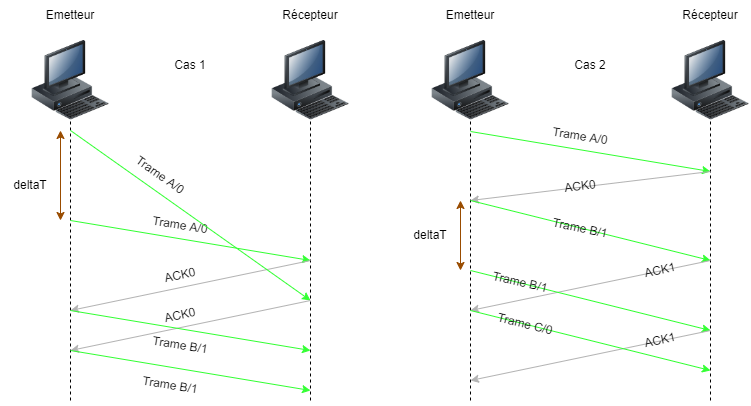 Emetteur
Récepteur
Cas 1
deltaT
Trame A/0
Trame A/0
ACK0
ACK0
Trame B/1
Trame B/1
Emetteur
Récepteur
Cas 2
Trame A/0
ACK0
deltaT
Trame B/1
ACK1
Trame B/1
Trame C/0
ACK1